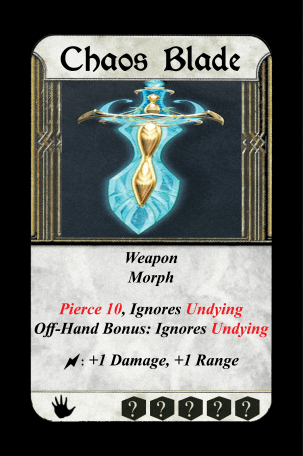 Chaos Blade
Weapon
Morph
Pierce 10, Ignores Undying
Off-Hand Bonus: Ignores Undying
: +1 Damage, +1 Range
? ? ? ? ?